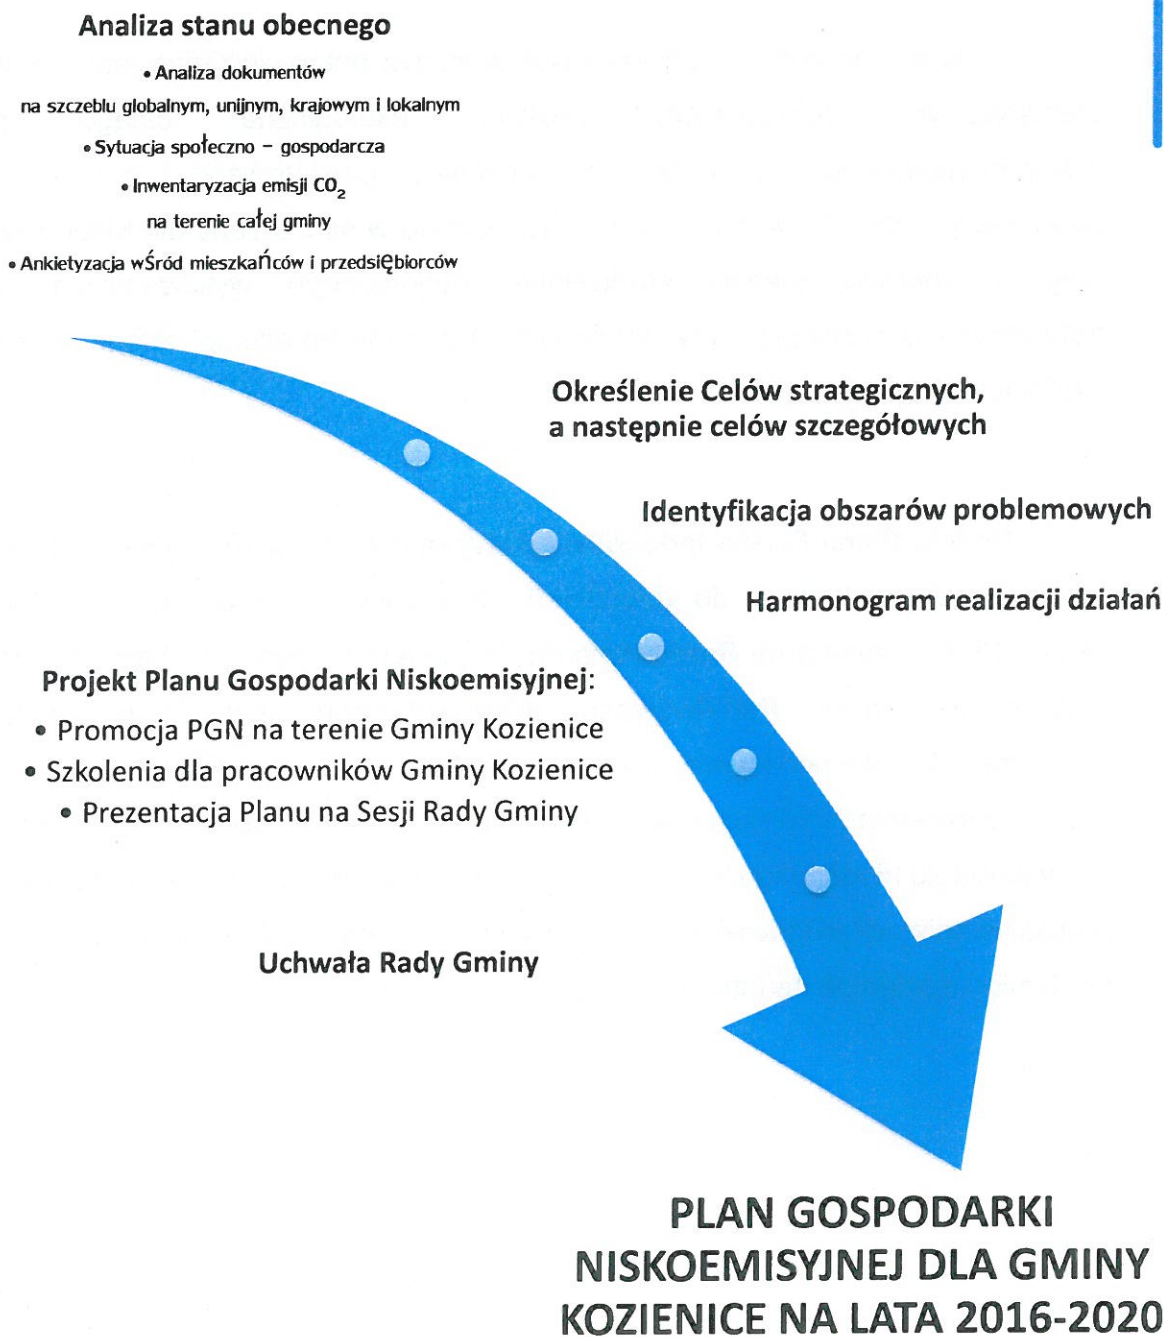 Analiza stanu obecnego
• Analiza dokumentów
na szczeblu globalnym, unijnym, krajowym i lokalnym
• Sytuacja społeczno – gospodarcza
• Inwentaryzacja emisji CO₂
na terenie całej gminy
• Ankietyzacja wŚród mieszkańców i przedsiębiorców
Określenie Celów strategicznych,
a następnie celów szczegółowych
Identyfikacja obszarów problemowych
Harmonogram realizacji działań
Projekt Planu Gospodarki Niskoemisyjnej:
• Promocja PGN na terenie Gminy Kozienice
• Szkolenia dla pracowników Gminy Kozienice
• Prezentacja Planu na Sesji Rady Gminy
Uchwała Rady Gminy
PLAN GOSPODARKI
NISKOEMISYJNEJ DLA GMINY
KOZIENICE NA LATA 2016-2020